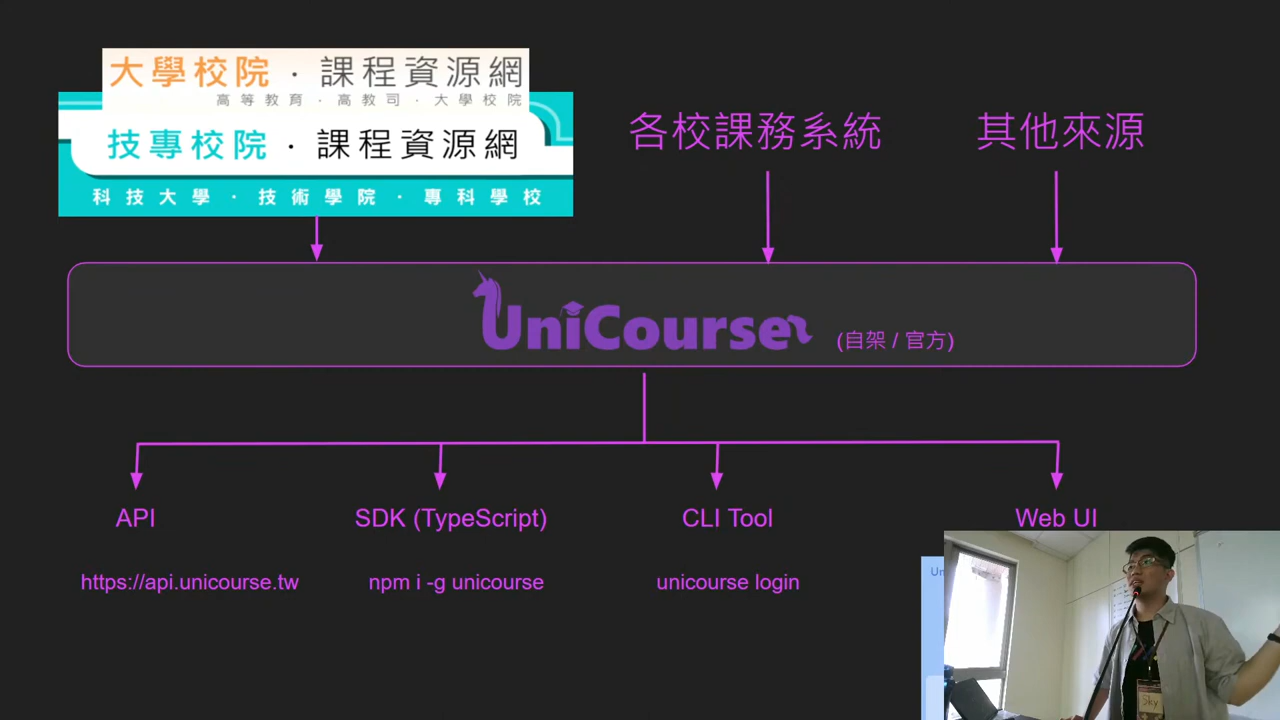 大學校院．課程資源網
高等教育．高教司．大學校院
技專校院．課程資源網
科技大學．技術學院．專科學校
各校課務系統
其他來源
UniCourse
(自架 / 官方)
API
SDK (TypeScript)
CLI Tool
Web UI
https://api.unicourse.tw
npm i -g unicourse
unicourse login
Un
Sky